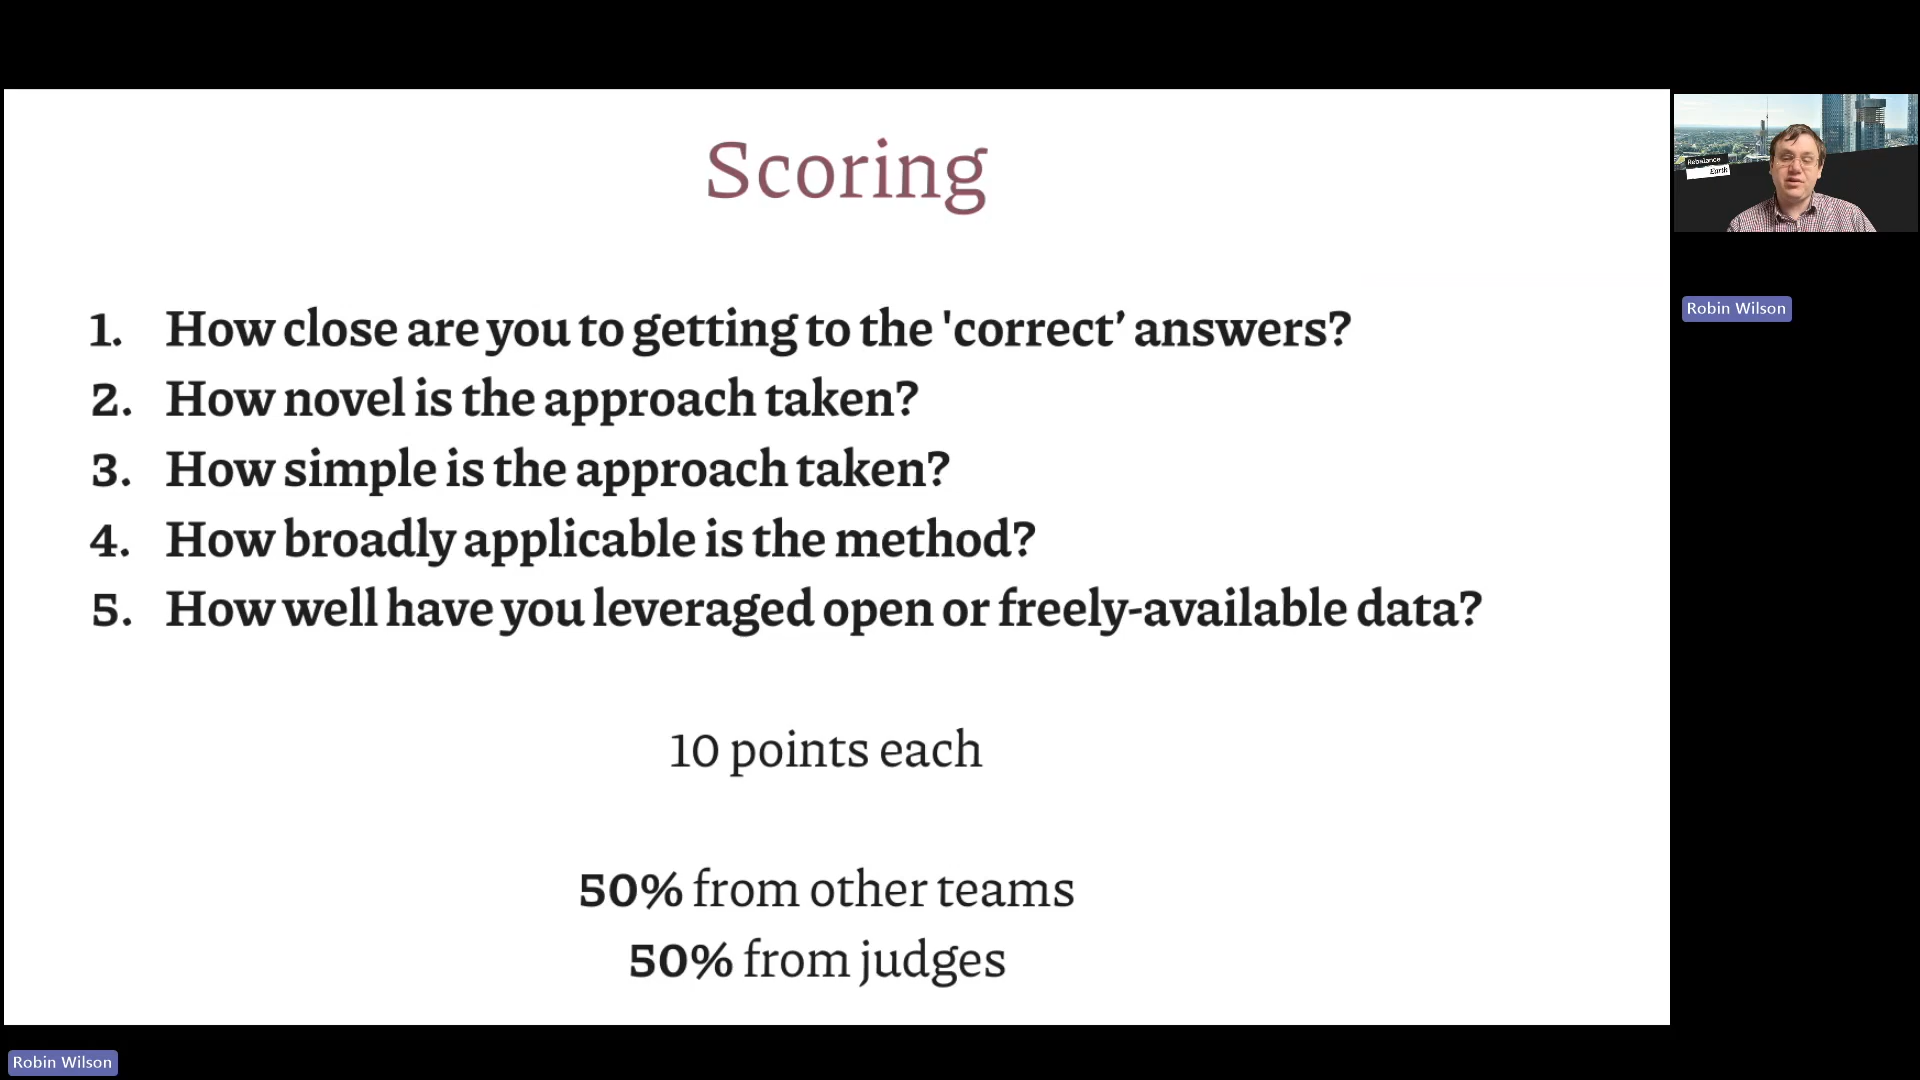 Scoring
1. How close are you to getting to the 'correct’ answers?
2. How novel is the approach taken?
3. How simple is the approach taken?
4. How broadly applicable is the method?
5. How well have you leveraged open or freely-available data?
10 points each
50% from other teams
50% from judges
Rebalance
Earth
Robin Wilson
Robin Wilson